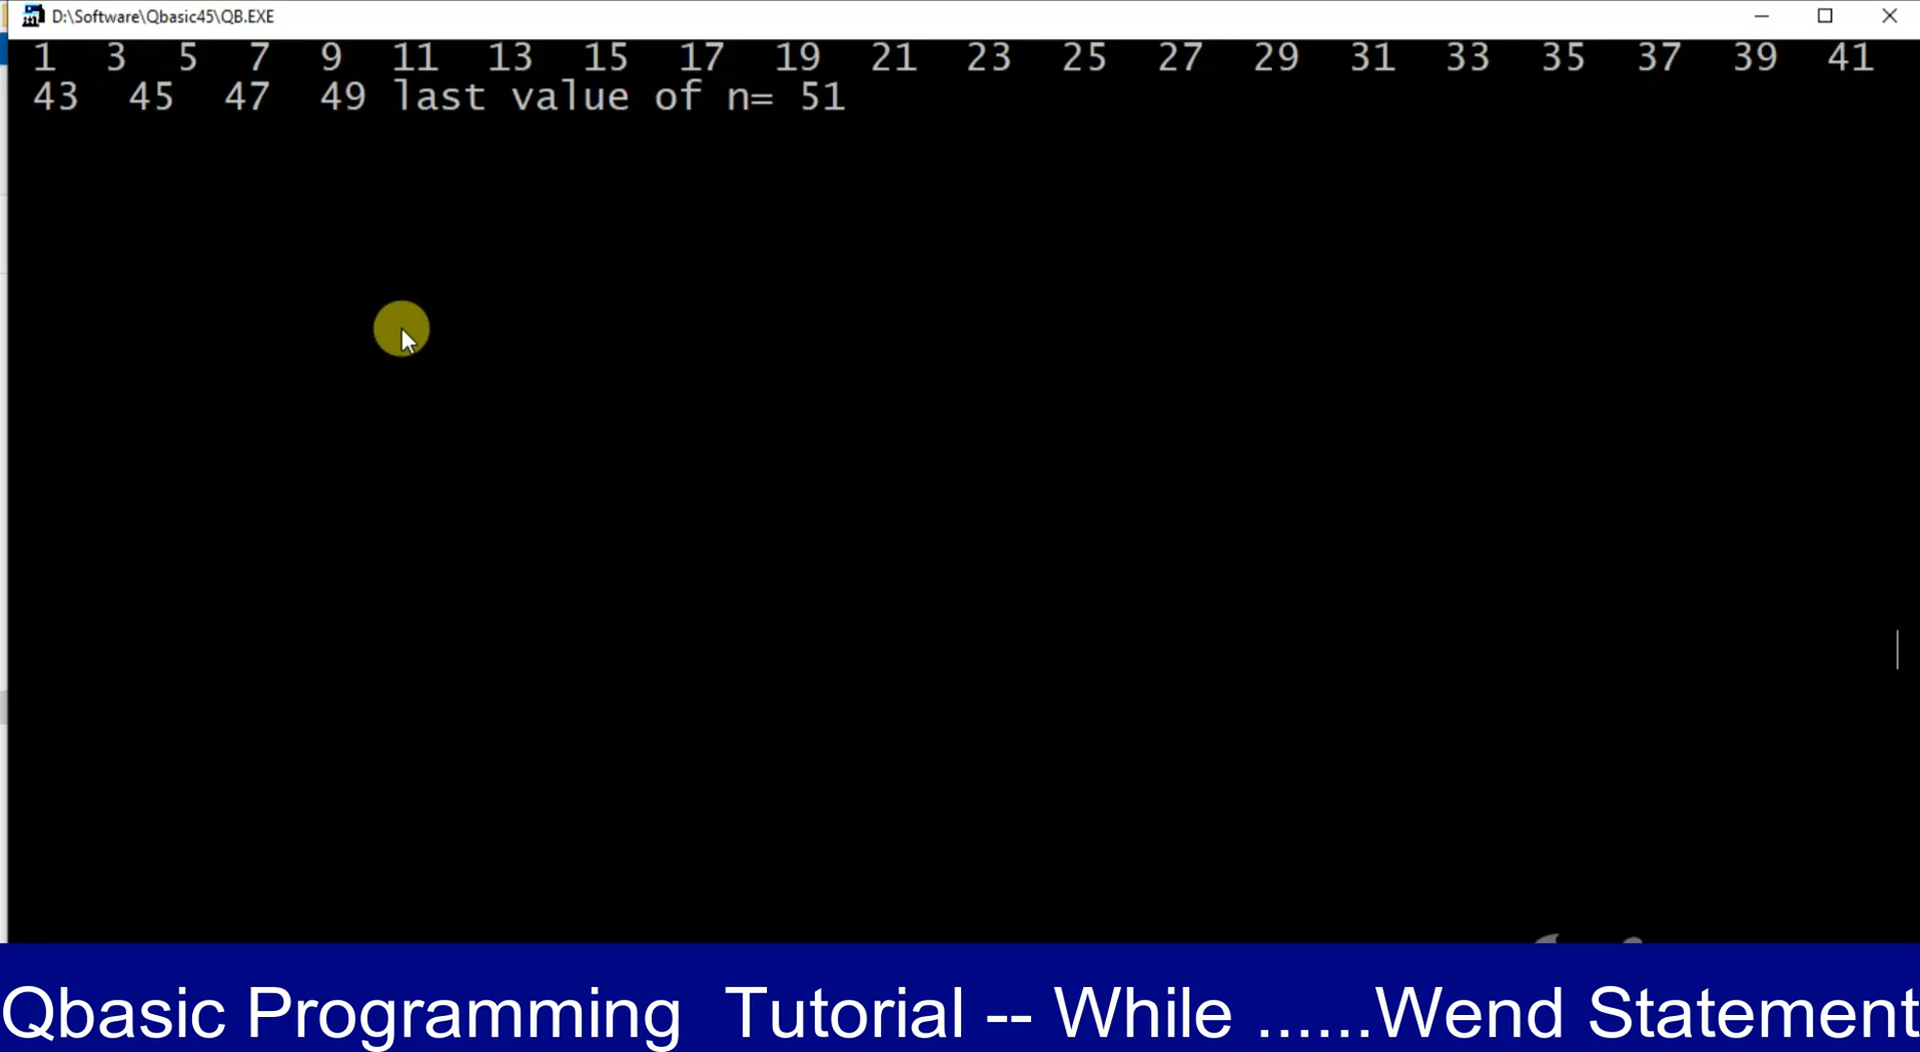 D:\Software\Qbasic45\QB.EXE
1 3 5 7 9 11 13 15 17 19 21 23 25 27 29 31 33 35 37 39 41
43 45 47 49 last value of n= 51
Qbasic Programming Tutorial -- While ......Wend Statement